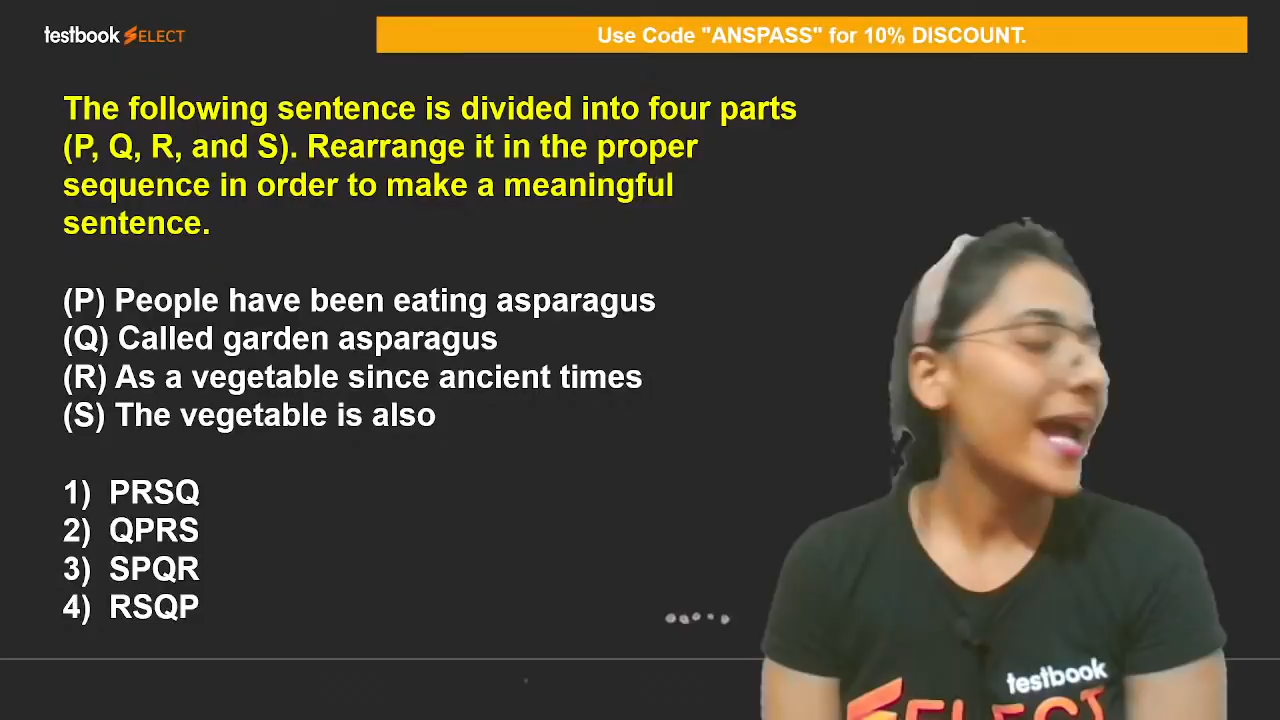 testbook SELECT
Use Code "ANSPASS" for 10% DISCOUNT.
The following sentence is divided into four parts
(P, Q, R, and S). Rearrange it in the proper
sequence in order to make a meaningful
sentence.
(P) People have been eating asparagus
(Q) Called garden asparagus
(R) As a vegetable since ancient times
(S) The vegetable is also
1) PRSQ
2) QPRS
3) SPQR
4) RSQP
testbook
SELECT